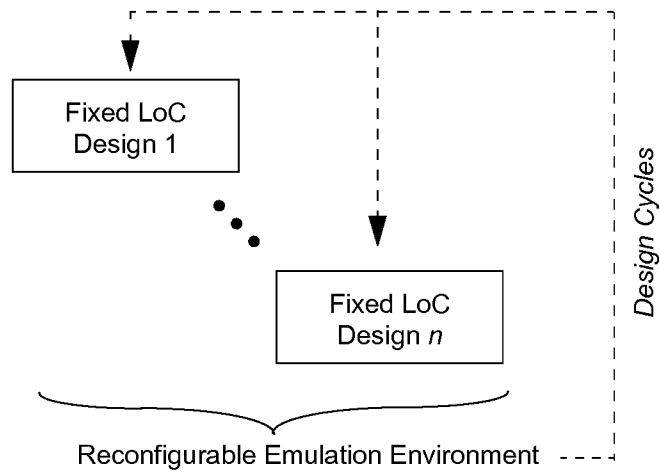 Fixed LoC
Design 1
Fixed LoC
Design n
Design Cycles
Reconfigurable Emulation Environment